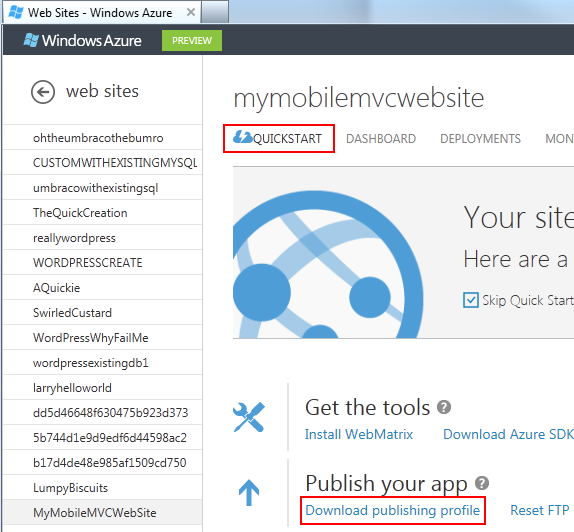 Web Sites - Windows Azure
Windows Azure PREVIEW
web sites
ohtheumbracothebumro
CUSTOMWITHEXISTINGMYSQL
umbracowithexistingsql
TheQuickCreation
reallywordpress
WORDPRESSCREATE
AQuickie
SwirledCustard
WordPressWhyFailMe
wordpressexistingdb1
larryhelloworld
dd5d46648f630475b923d373
5b744d1e9d9edf6d44598ac2
b17d4de48e985af1509cd750
LumpyBiscuits
MyMobileMVCWebSite
mymobilemvcwebsite
QUICKSTART DASHBOARD DEPLOYMENTS MON
Your site
Here are a
Skip Quick Start
Get the tools ?
Install WebMatrix Download Azure SDK
Publish your app ?
Download publishing profile Reset FTP